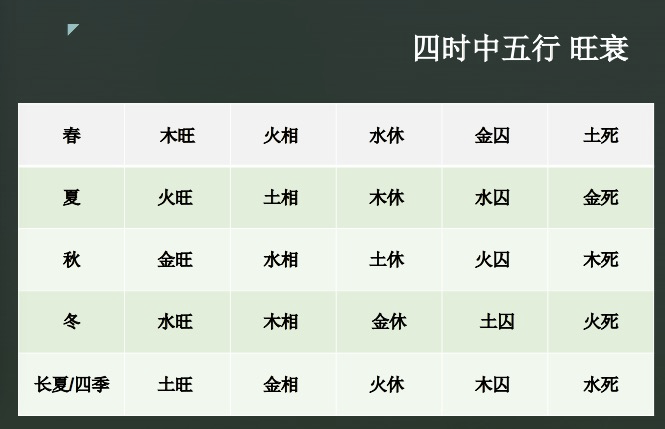 四时中五行 旺衰
春 木旺 火相 水休 金囚 土死
夏 火旺 土相 木休 水囚 金死
秋 金旺 水相 土休 火囚 木死
冬 水旺 木相 金休 土囚 火死
长夏/四季 土旺 金相 火休 木囚 水死